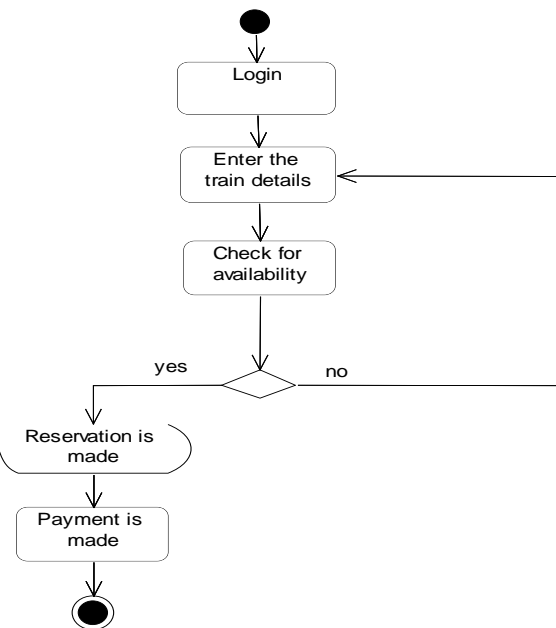 Login
Enter the
train details
Check for
availability
yes
no
Reservation is
made
Payment is
made